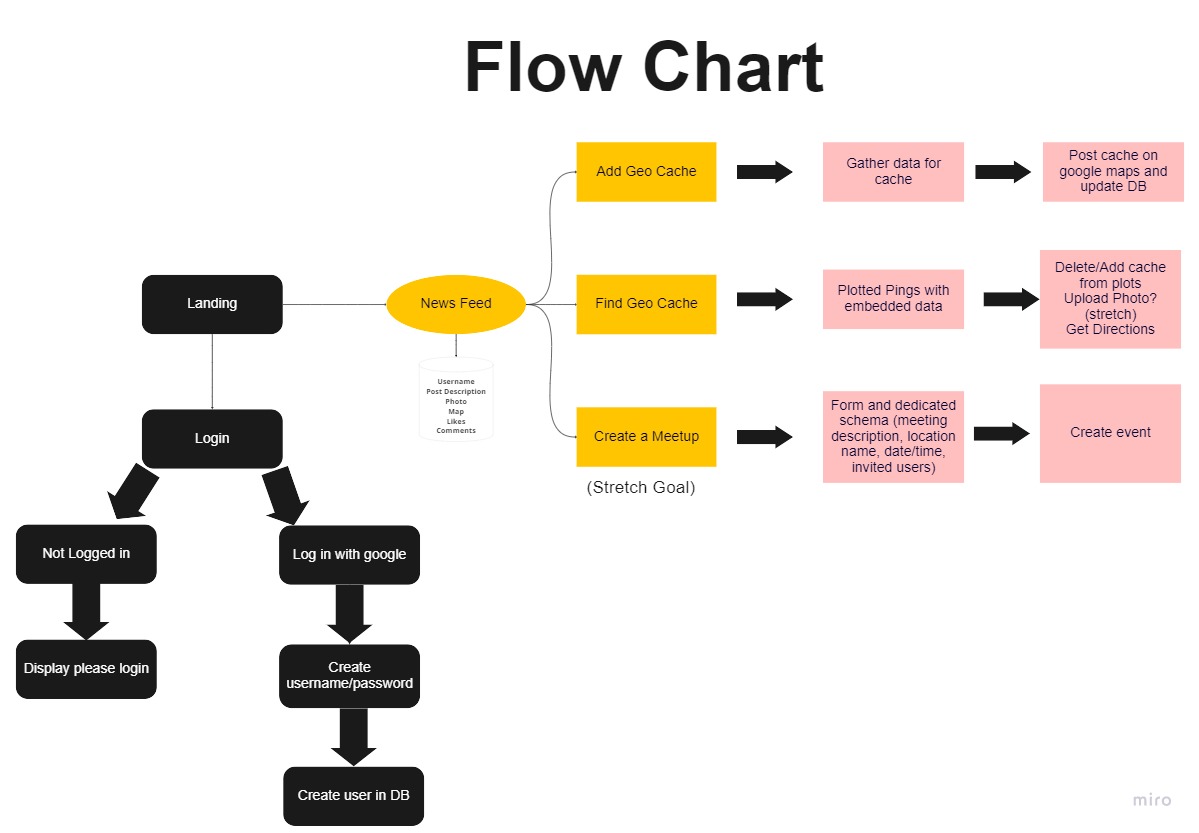 Flow Chart
Add Geo Cache
Gather data for
cache
Post cache on
google maps and
update DB
Landing
News Feed
Find Geo Cache
Plotted Pings with
embedded data
Delete/Add cache
from plots
Upload Photo?
(stretch)
Get Directions
Username
Post Description
Photo
Map
Likes
Comments
Create a Meetup
(Stretch Goal)
Form and dedicated
schema (meeting
description, location
name, date/time,
invited users)
Create event
Login
Not Logged in
Display please login
Log in with google
Create
username/password
Create user in DB
miro